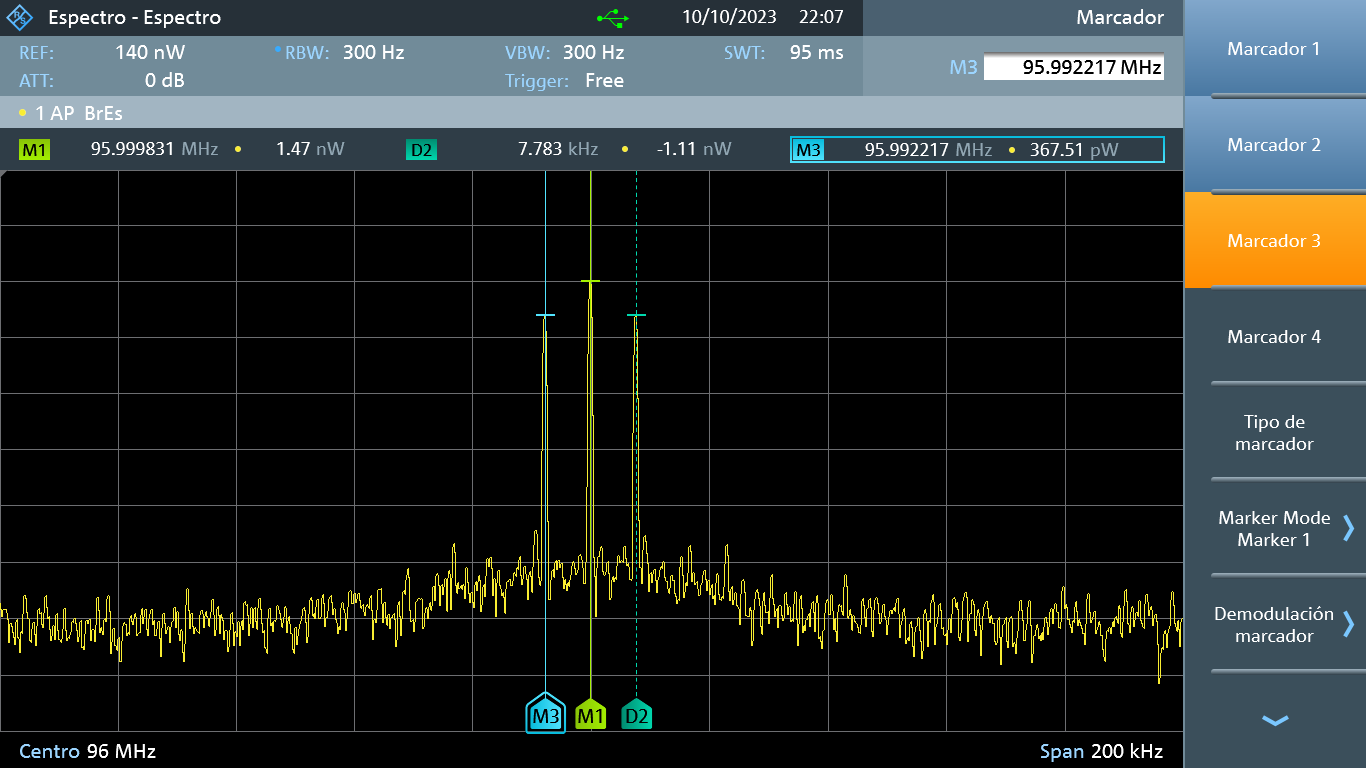 Espectro - Espectro 10/10/2023 22:07 Marcador
REF: 140 nW RBW: 300 Hz VBW: 300 Hz SWT: 95 ms M3 95.992217 MHz
ATT: 0 dB Trigger: Free
1 AP BrEs
M1 95.999831 MHz 1.47 nW D2 7.783 kHz -1.11 nW M3 95.992217 MHz 367.51 pW
M3 M1 D2
Centro 96 MHz Span 200 kHz
Marcador 1
Marcador 2
Marcador 3
Marcador 4
Tipo de
marcador
Marker Mode
Marker 1
Demodulación
marcador